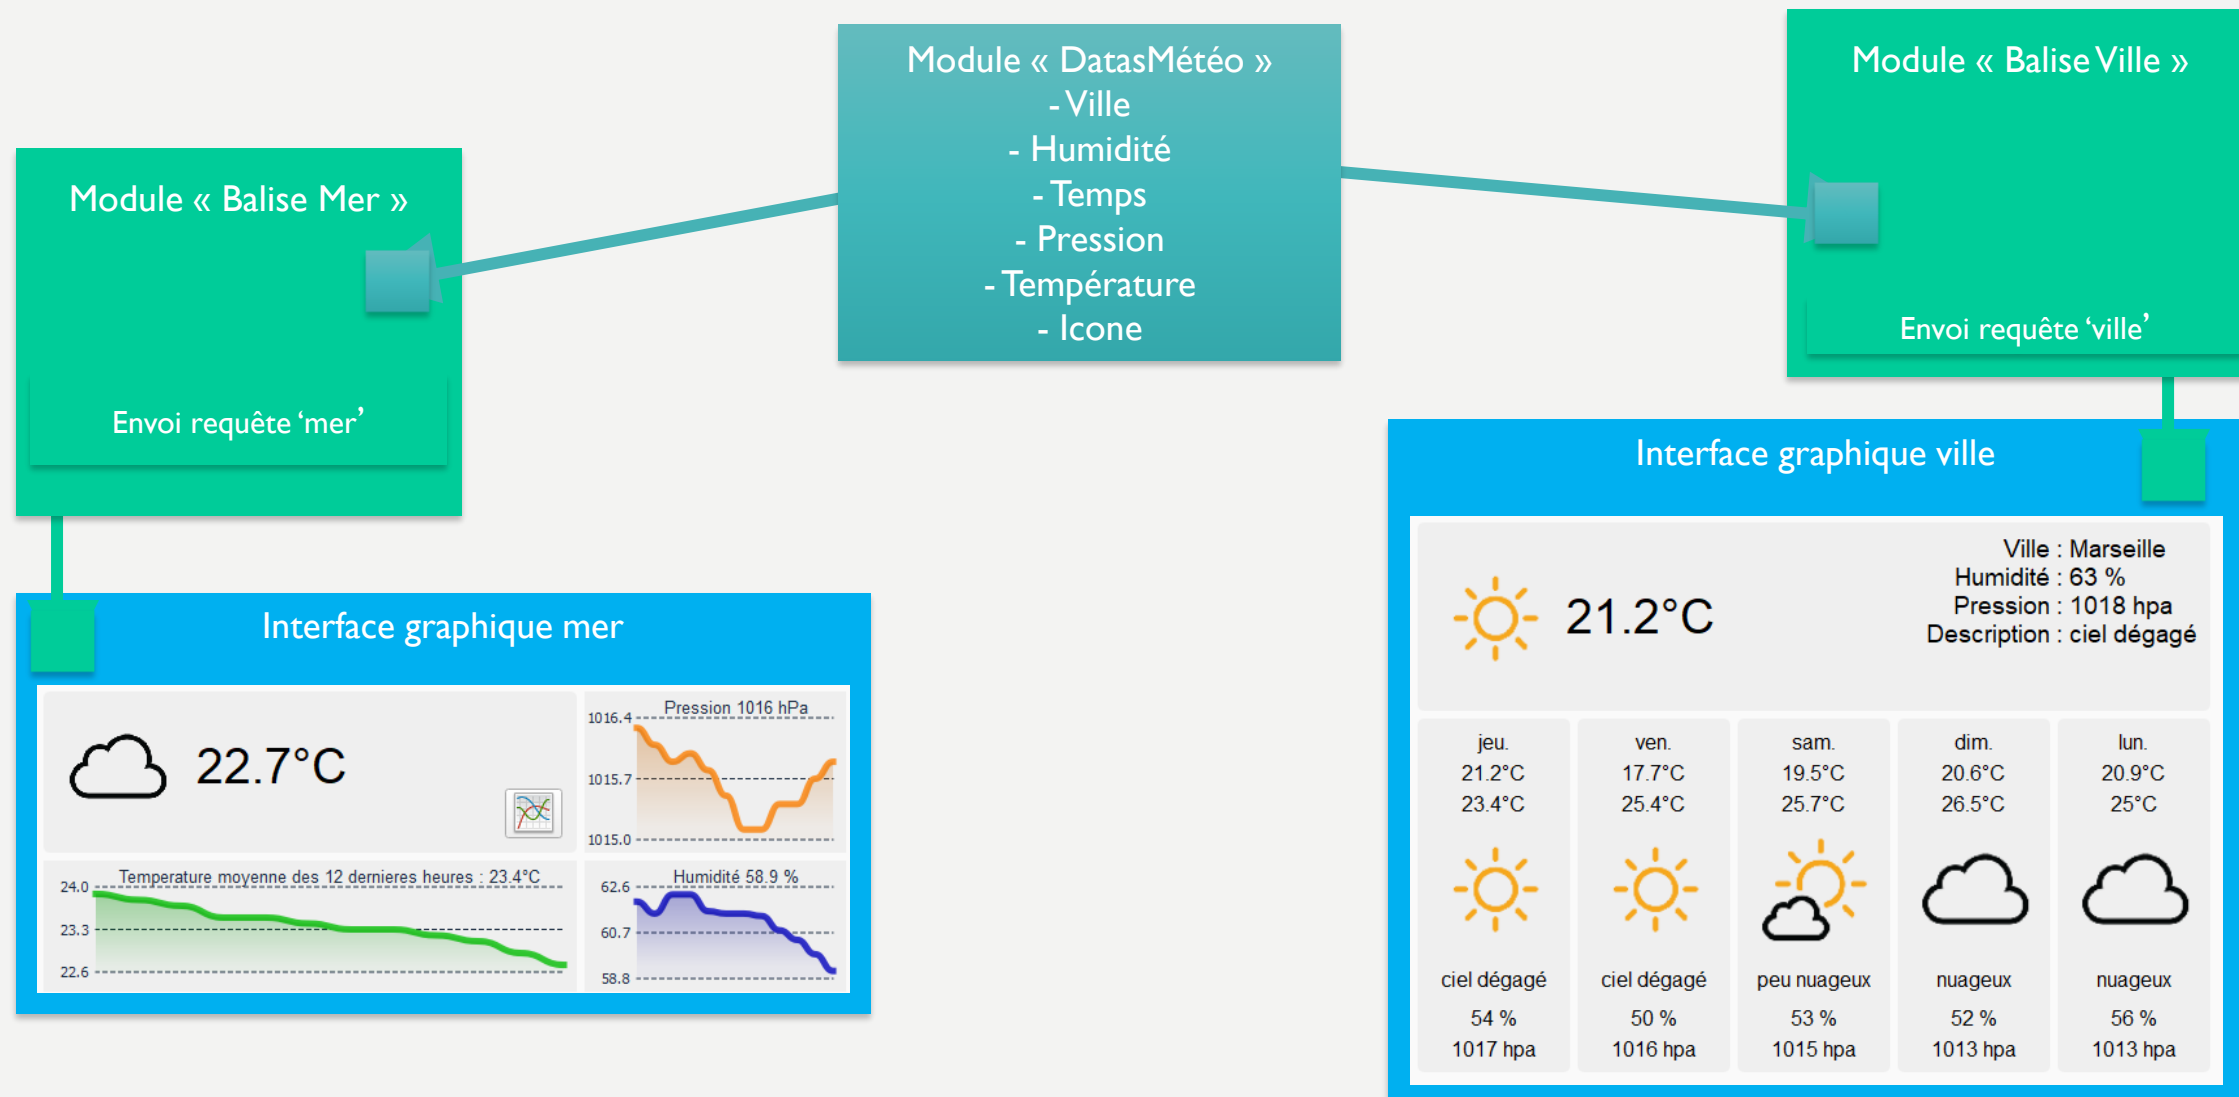 Module « DatasMétéo »
- Ville
- Humidité
- Temps
- Pression
- Température
- Icone
Module « Balise Ville »
Envoi requête ‘ville’
Module « Balise Mer »
Envoi requête ‘mer’
Interface graphique mer
22.7°C
Pression 1016 hPa
1016.4
1015.7
1015.0
Temperature moyenne des 12 dernieres heures : 23.4°C
24.0
23.3
22.6
Humidité 58.9 %
62.6
60.7
58.8
Interface graphique ville
21.2°C
Ville : Marseille
Humidité : 63 %
Pression : 1018 hpa
Description : ciel dégagé
jeu.
21.2°C
23.4°C
ciel dégagé
54 %
1017 hpa
ven.
17.7°C
25.4°C
ciel dégagé
50 %
1016 hpa
sam.
19.5°C
25.7°C
peu nuageux
53 %
1015 hpa
dim.
20.6°C
26.5°C
nuageux
52 %
1013 hpa
lun.
20.9°C
25°C
nuageux
56 %
1013 hpa